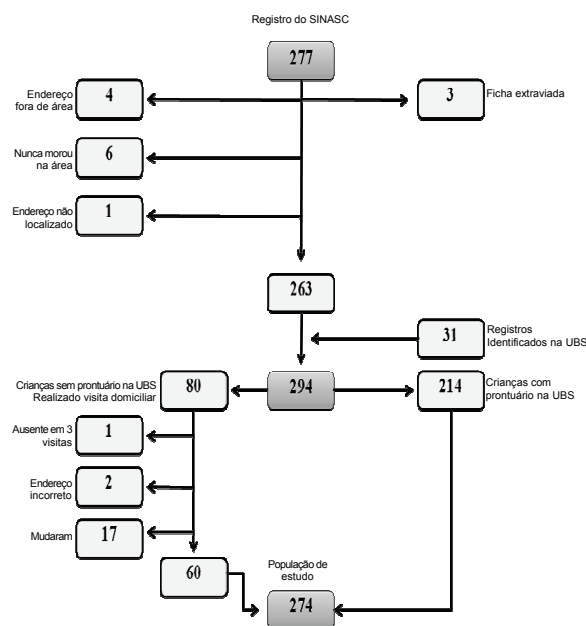 Registro do SINASC
277
Endereço
fora de área
4
3
Ficha extraviada
Nunca morou
na área
6
Endereço não
localizado
1
263
31
Registros
Identificados na UBS
Crianças sem prontuário na UBS
Realizado visita domiciliar
80
294
214
Crianças com
prontuário na UBS
Ausente em 3
visitas
1
Endereço
incorreto
2
Mudaram
17
60
População de
estudo
274